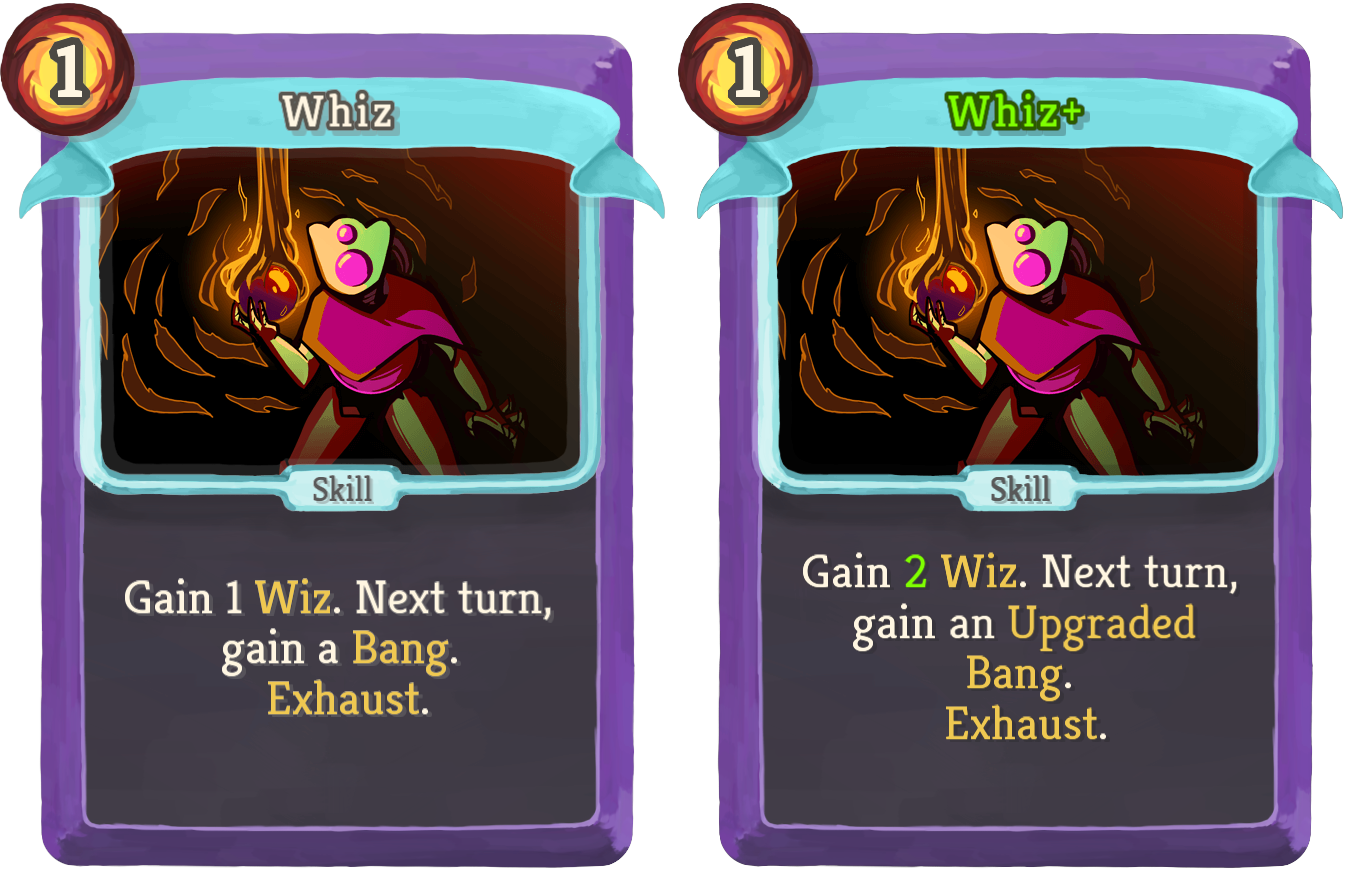 1
Whiz
Skill
Gain 1 Wiz. Next turn,
gain a Bang.
Exhaust.
1
Whiz+
Skill
Gain 2 Wiz. Next turn,
gain an Upgraded
Bang.
Exhaust.